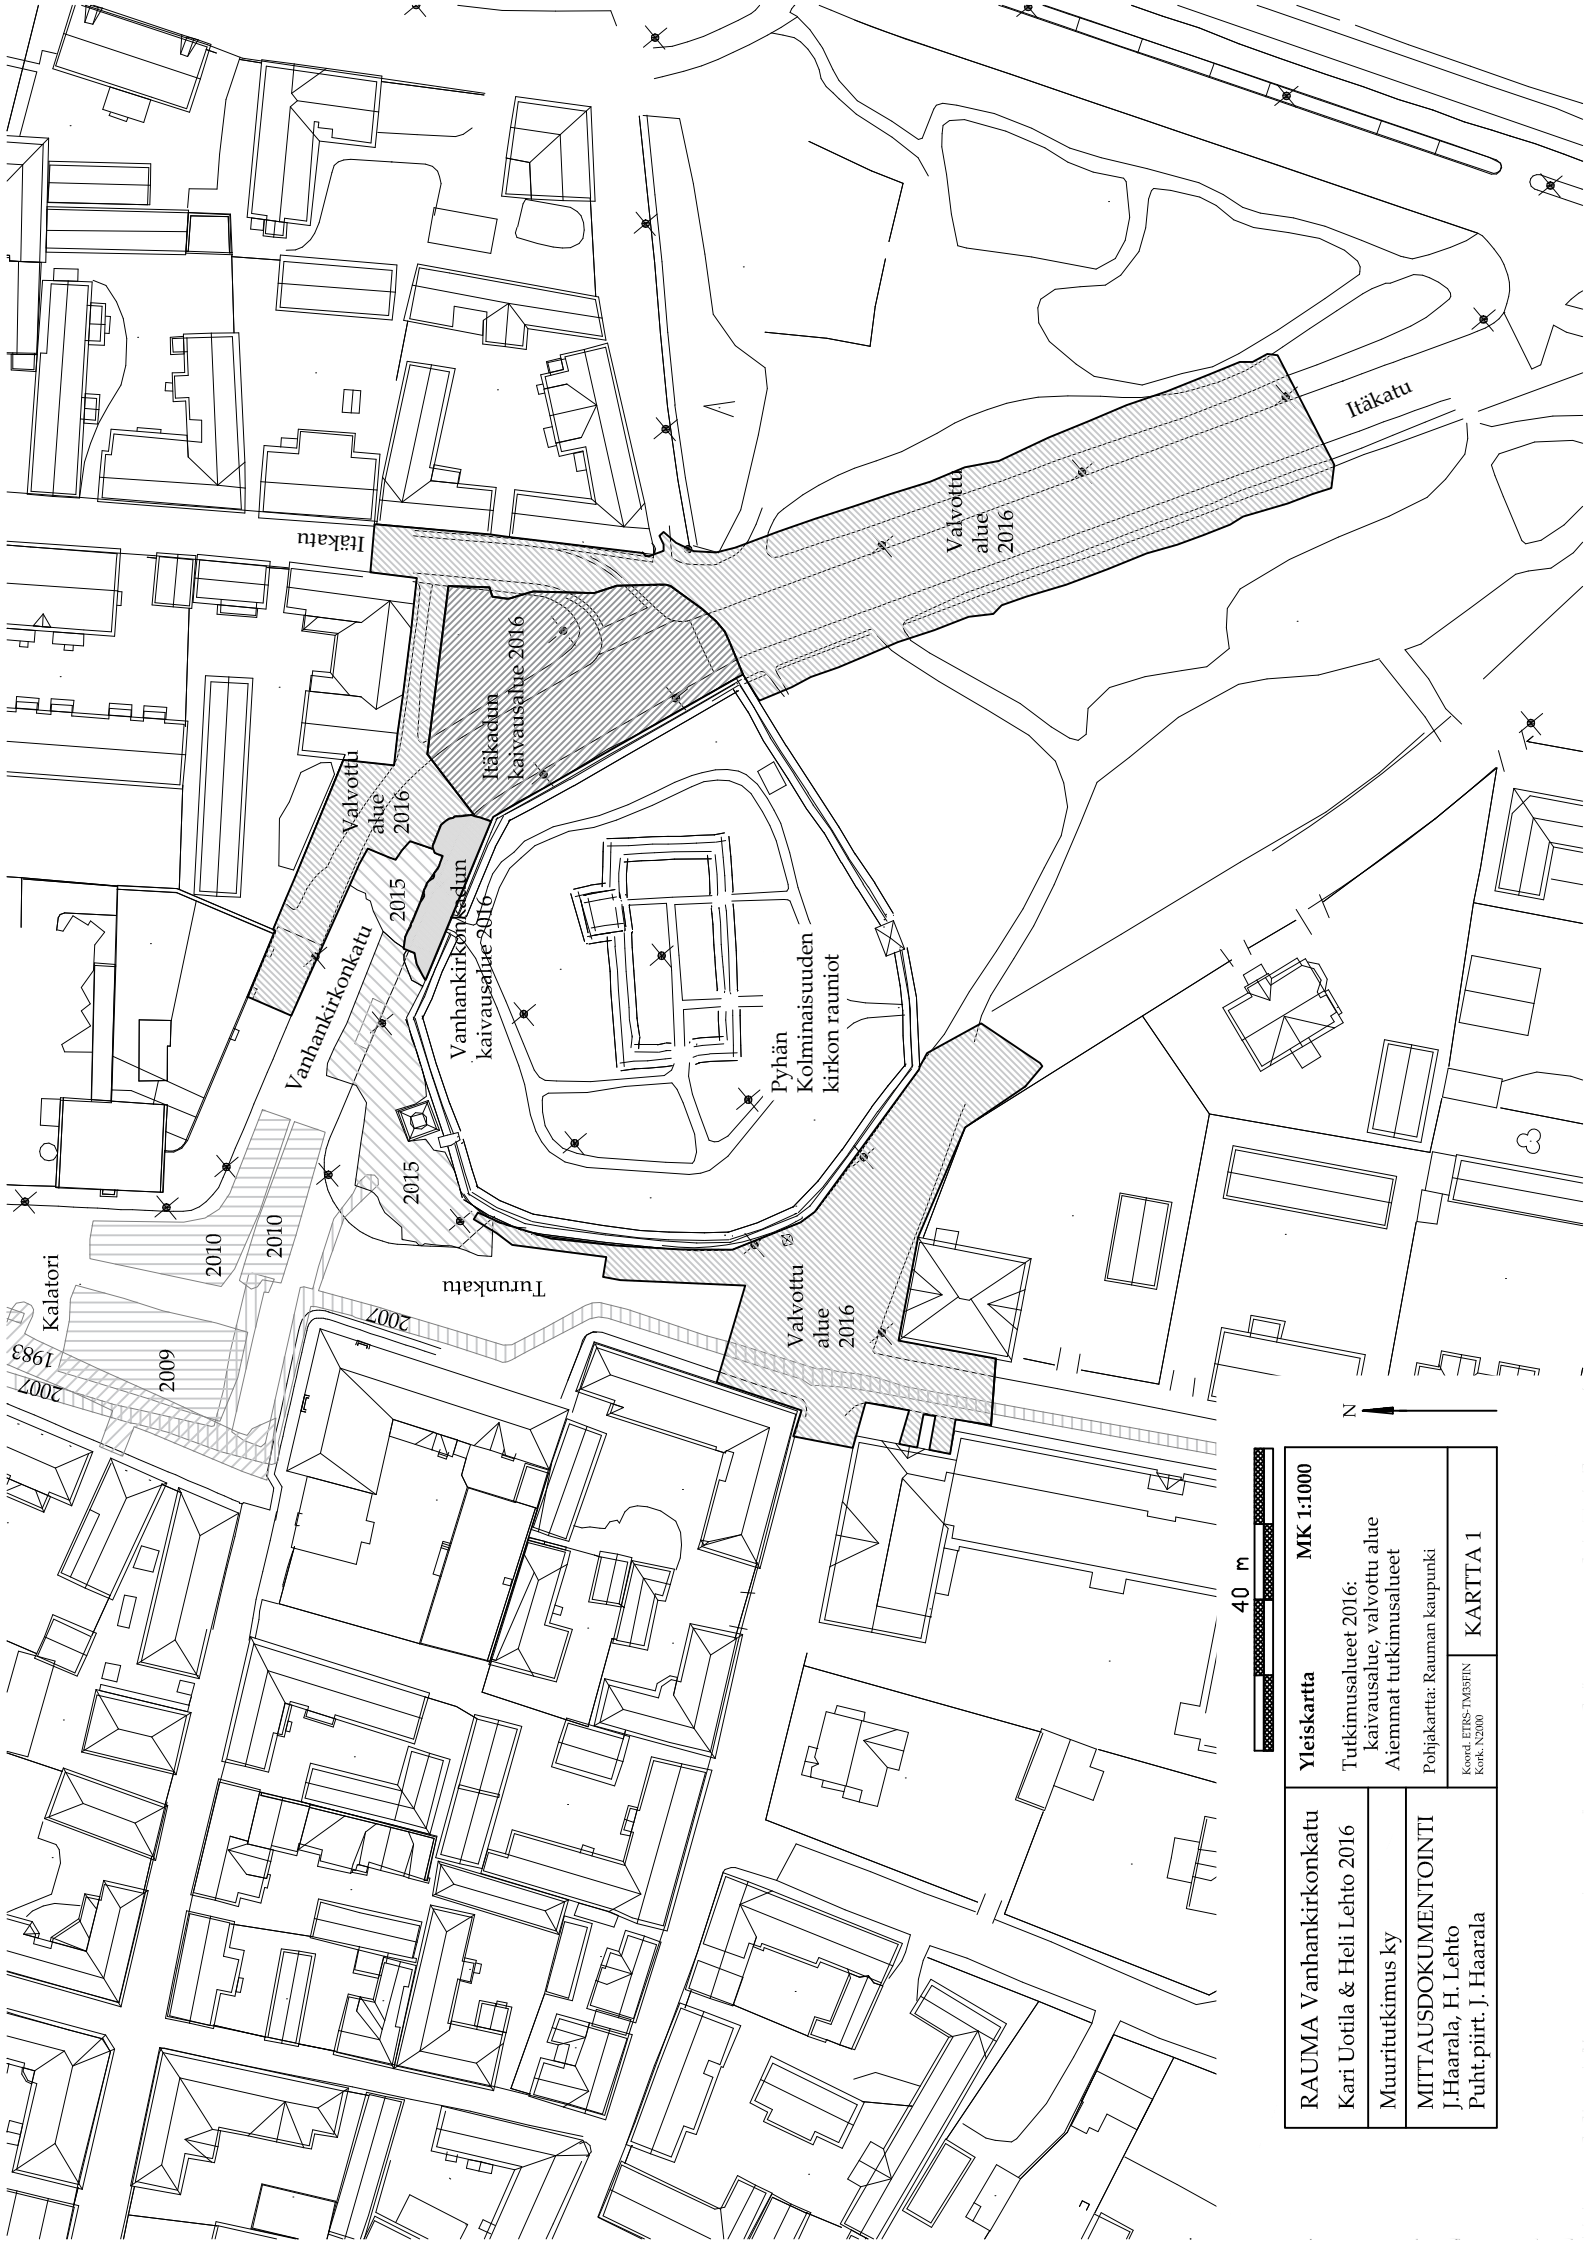 Kalatori
1983
2007
2009
2010
2010
2007
Turunkatu
2015
Vanhankirkonkatu
2015
Valvottu
alue
2016
Vanhankirkonkadun
kaivausalue 2016
Itäkadun
kaivausalue 2016
Itäkatu
Pyhän
Kolminaisuuden
kirkon rauniot
Valvottu
alue
2016
Valvottu
alue
2016
Itäkatu
N
40 m
RAUMA Vanhankirkonkatu
Kari Uotila & Heli Lehto 2016
Muuritutkimus ky
MITTAUSDOKUMENTOINTI
J.Haarala, H. Lehto
Puht.piirt. J. Haarala
Yleiskartta MK 1:1000
Tutkimusalueet 2016:
kaivausalue, valvottu alue
Aiemmat tutkimusalueet
Pohjakartta: Rauman kaupunki
Koord. ETRS-TM35FIN
Kork. N2000
KARTTA 1